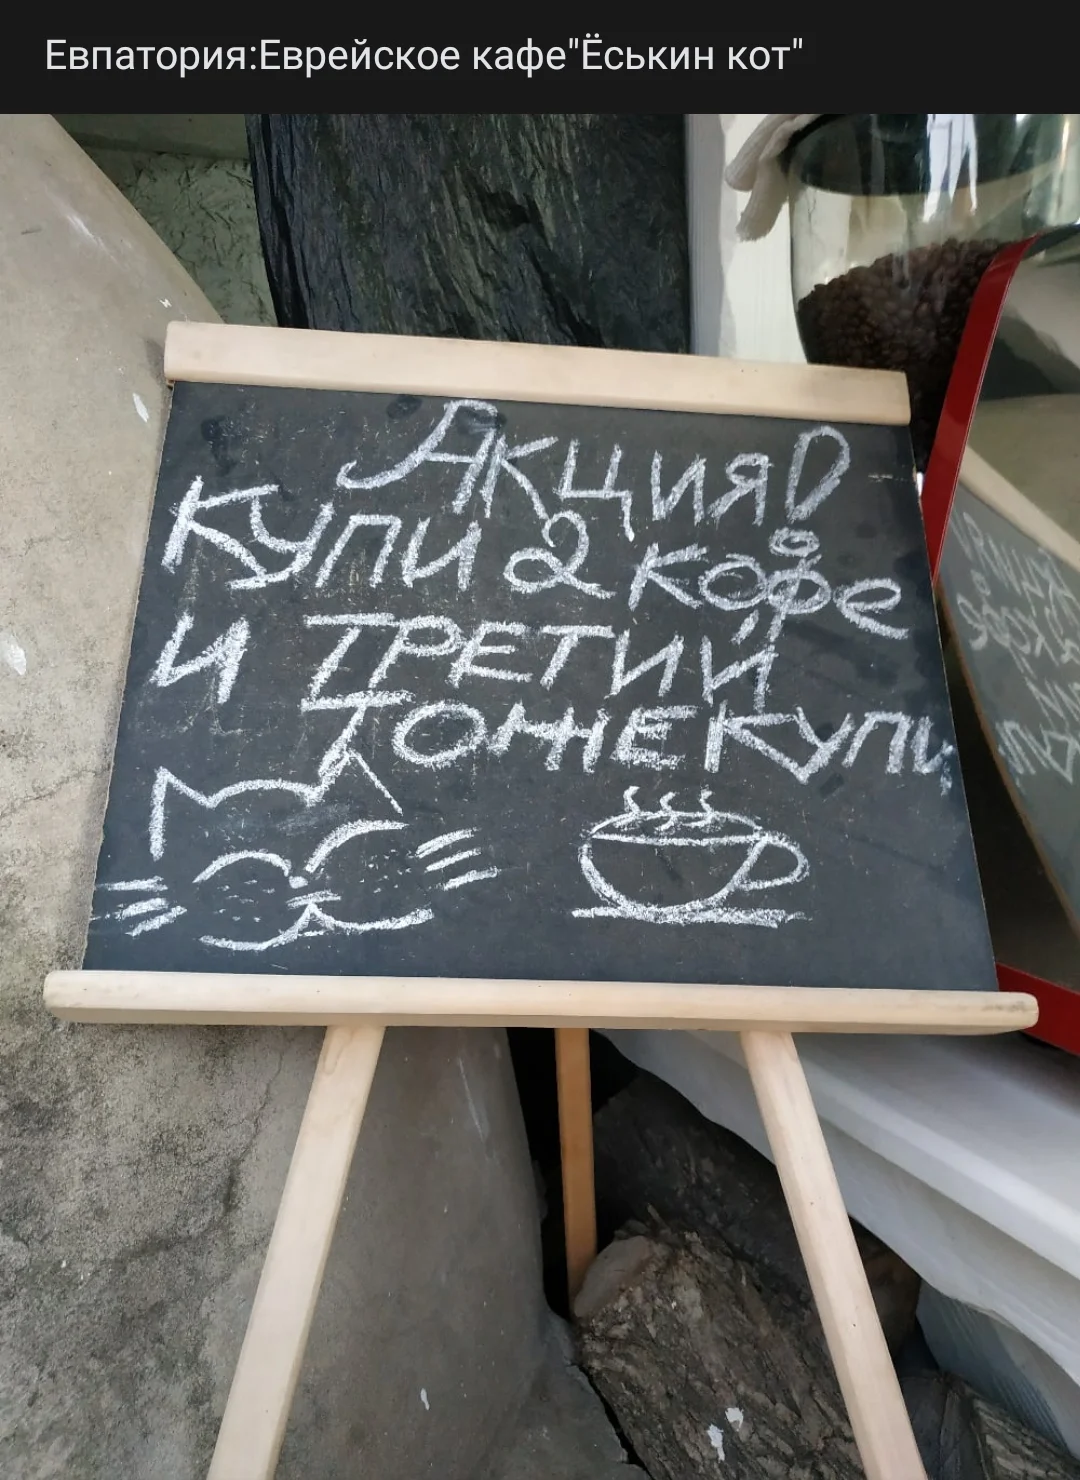 Евпатория:Еврейское кафе"Ёськин кот"
Акция!
купи 2 кофе
и третий
тоже купи